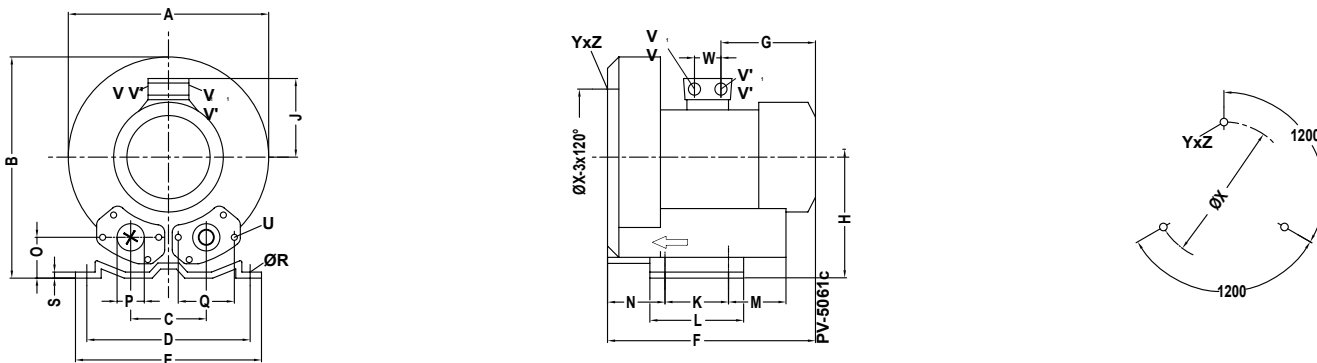 A
B
V V'
V ,
V'
J
O
S
P
Q
C
D
E
U
ØR
YxZ
V ,
V
W
G
V' ,
V'
ØX-3x120°
H
N
K
M
L
F
PV-5061c
YxZ
ØX
1200
1200